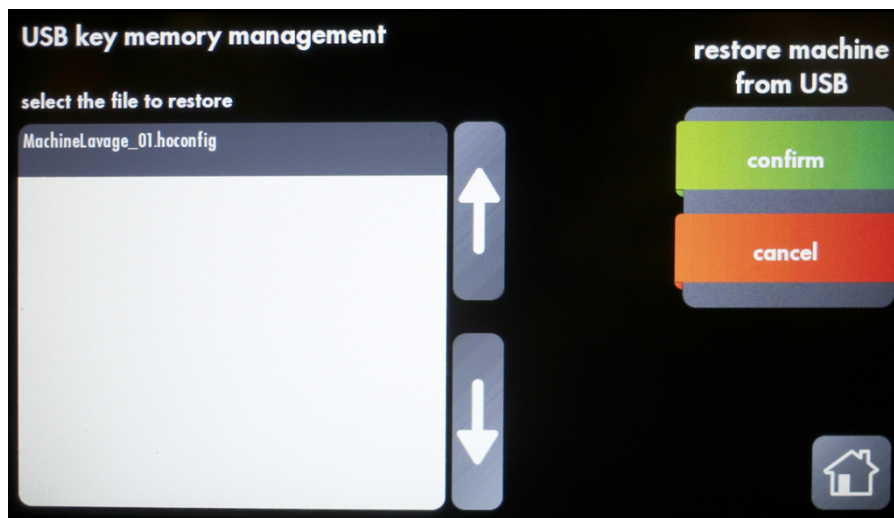 USB key memory management
select the file to restore
MachineLavage_01.hoconfig
restore machine
from USB
confirm
cancel